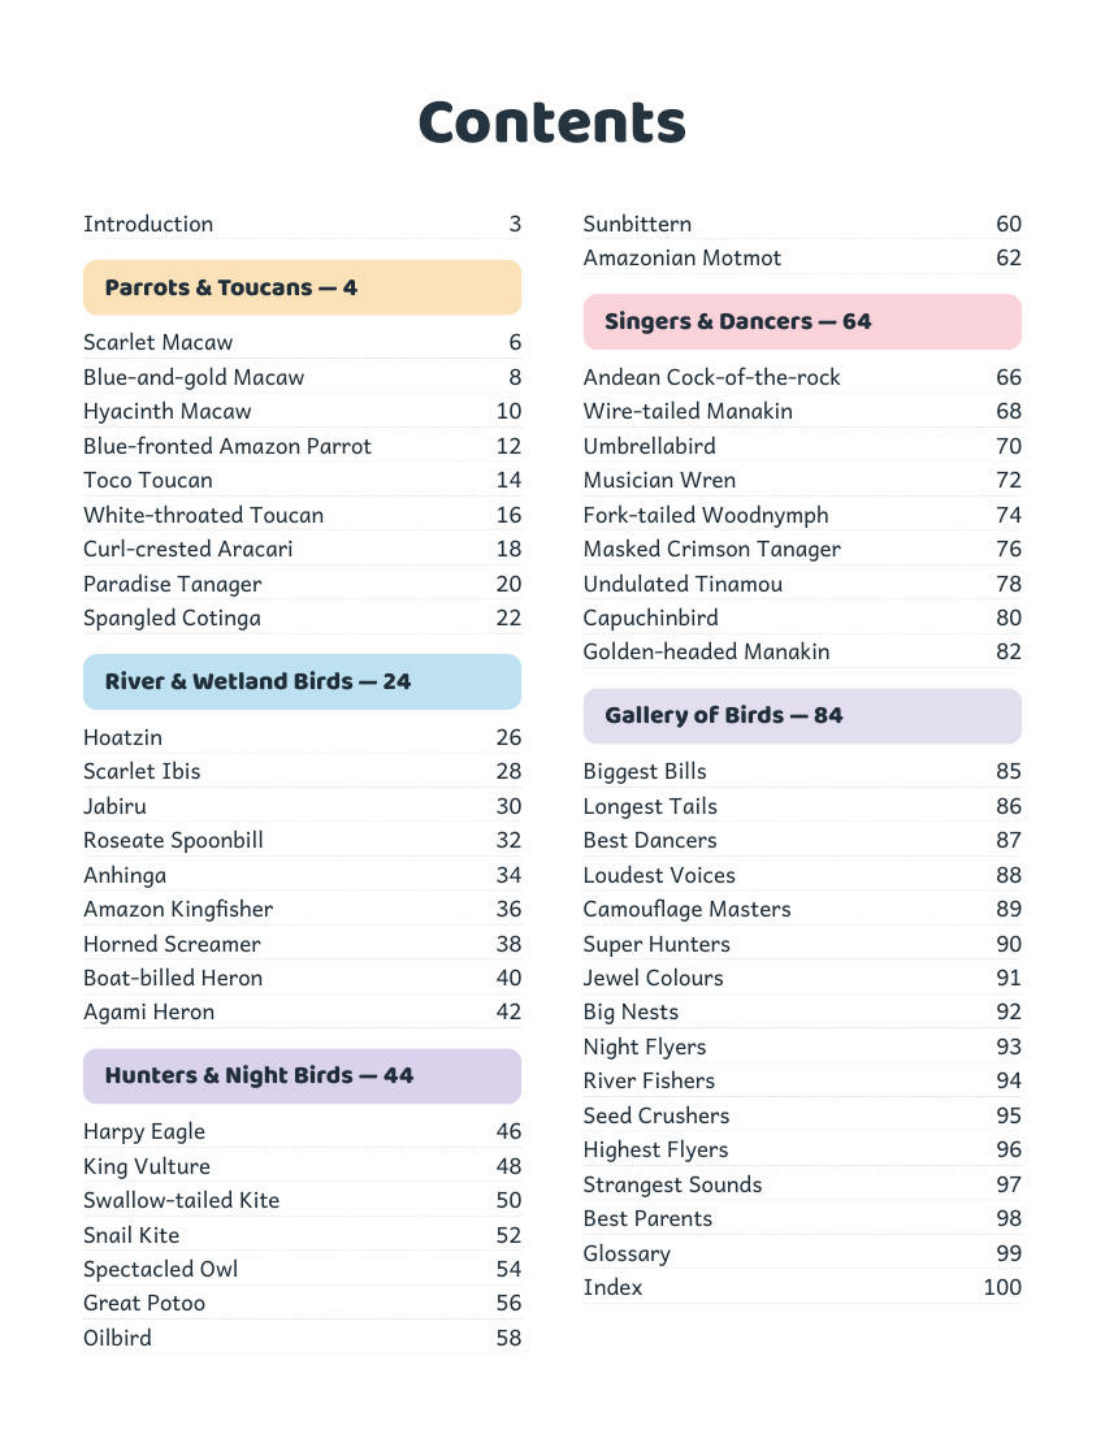 Contents
Introduction 3
Parrots & Toucans — 4
Scarlet Macaw 6
Blue-and-gold Macaw 8
Hyacinth Macaw 10
Blue-fronted Amazon Parrot 12
Toco Toucan 14
White-throated Toucan 16
Curl-crested Aracari 18
Paradise Tanager 20
Spangled Cotinga 22
River & Wetland Birds — 24
Hoatzin 26
Scarlet Ibis 28
Jabiru 30
Roseate Spoonbill 32
Anhinga 34
Amazon Kingfisher 36
Horned Screamer 38
Boat-billed Heron 40
Agami Heron 42
Hunters & Night Birds — 44
Harpy Eagle 46
King Vulture 48
Swallow-tailed Kite 50
Snail Kite 52
Spectacled Owl 54
Great Potoo 56
Oilbird 58
Sunbittern 60
Amazonian Motmot 62
Singers & Dancers — 64
Andean Cock-of-the-rock 66
Wire-tailed Manakin 68
Umbrellabird 70
Musician Wren 72
Fork-tailed Woodnymph 74
Masked Crimson Tanager 76
Undulated Tinamou 78
Capuchinbird 80
Golden-headed Manakin 82
Gallery of Birds — 84
Biggest Bills 85
Longest Tails 86
Best Dancers 87
Loudest Voices 88
Camouflage Masters 89
Super Hunters 90
Jewel Colours 91
Big Nests 92
Night Flyers 93
River Fishers 94
Seed Crushers 95
Highest Flyers 96
Strangest Sounds 97
Best Parents 98
Glossary 99
Index 100